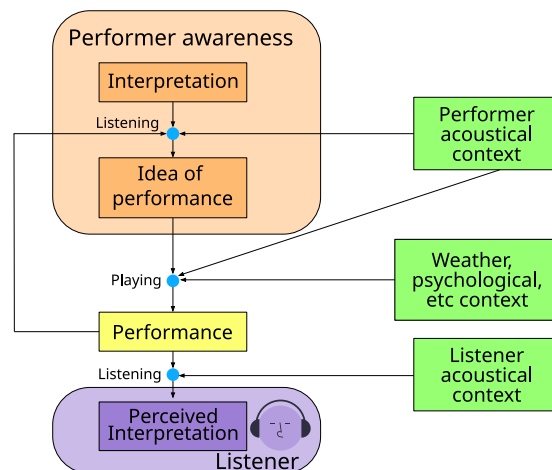 Performer awareness
Interpretation
Listening
Idea of
performance
Performer
acoustical
context
Playing
Weather,
psychological,
etc context
Performance
Listening
Listener
acoustical
context
Perceived
Interpretation
Listener